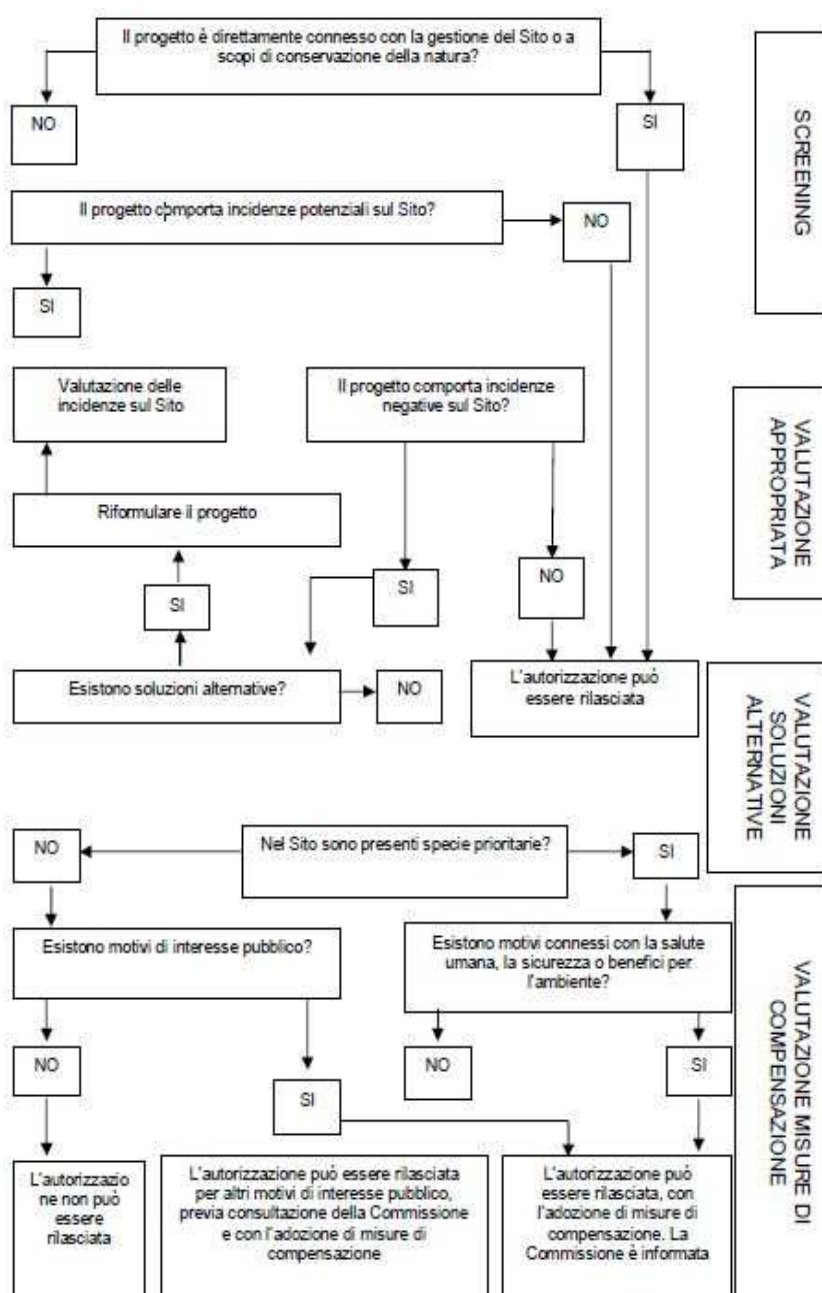 Il progetto è direttamente connesso con la gestione del Sito o a
scopi di conservazione della natura?
NO
SI
Il progetto comporta incidenze potenziali sul Sito?
NO
SI
Valutazione delle
incidenze sul Sito
Il progetto comporta incidenze
negative sul Sito?
Riformulare il progetto
SI
SI
NO
Esistono soluzioni alternative?
NO
L'autorizzazione può
essere rilasciata
NO
Nel Sito sono presenti specie prioritarie?
SI
Esistono motivi di interesse pubblico?
Esistono motivi connessi con la salute
umana, la sicurezza o benefici per
l'ambiente?
NO
SI
NO
SI
L'autorizzazio
ne non può
essere
rilasciata
L'autorizzazione può essere rilasciata
per altri motivi di interesse pubblico,
previa consultazione della Commissione
e con l'adozione di misure di
compensazione
L'autorizzazione può
essere rilasciata, con
l'adozione di misure di
compensazione. La
Commissione è informata
SCREENING
VALUTAZIONE
APPROPRIATA
VALUTAZIONE
SOLUZIONI
ALTERNATIVE
VALUTAZIONE MISURE DI
COMPENSAZIONE